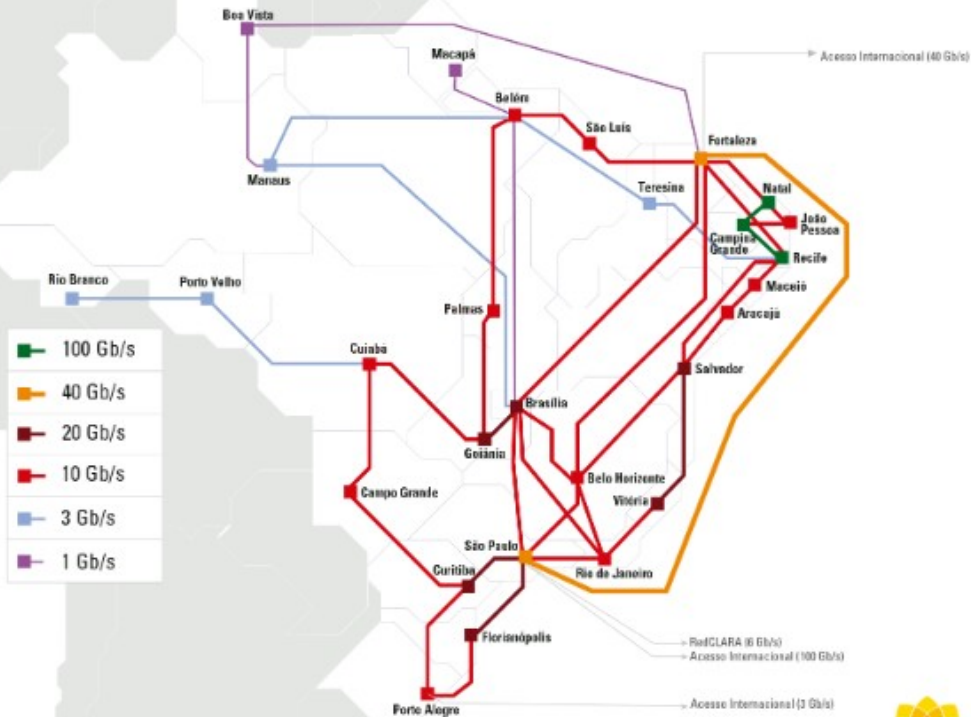 Boa Vista
Macapá
Acesso Internacional (40 Gb/s)
Belém
São Luís
Fortaleza
Manaus
Teresina
Natal
João
Pessoa
Campina
Grande
Recife
Rio Branco
Porto Velho
Maceió
Palmas
Aracajú
Cuiabá
100 Gb/s
40 Gb/s
20 Gb/s
10 Gb/s
3 Gb/s
1 Gb/s
Salvador
Brasília
Goiânia
Belo Horizonte
Campo Grande
Vitória
São Paulo
Rio de Janeiro
Curitiba
Florianópolis
RedCLARA (6 Gb/s)
Acesso Internacional (100 Gb/s)
Porto Alegre
Acesso Internacional (3 Gb/s)